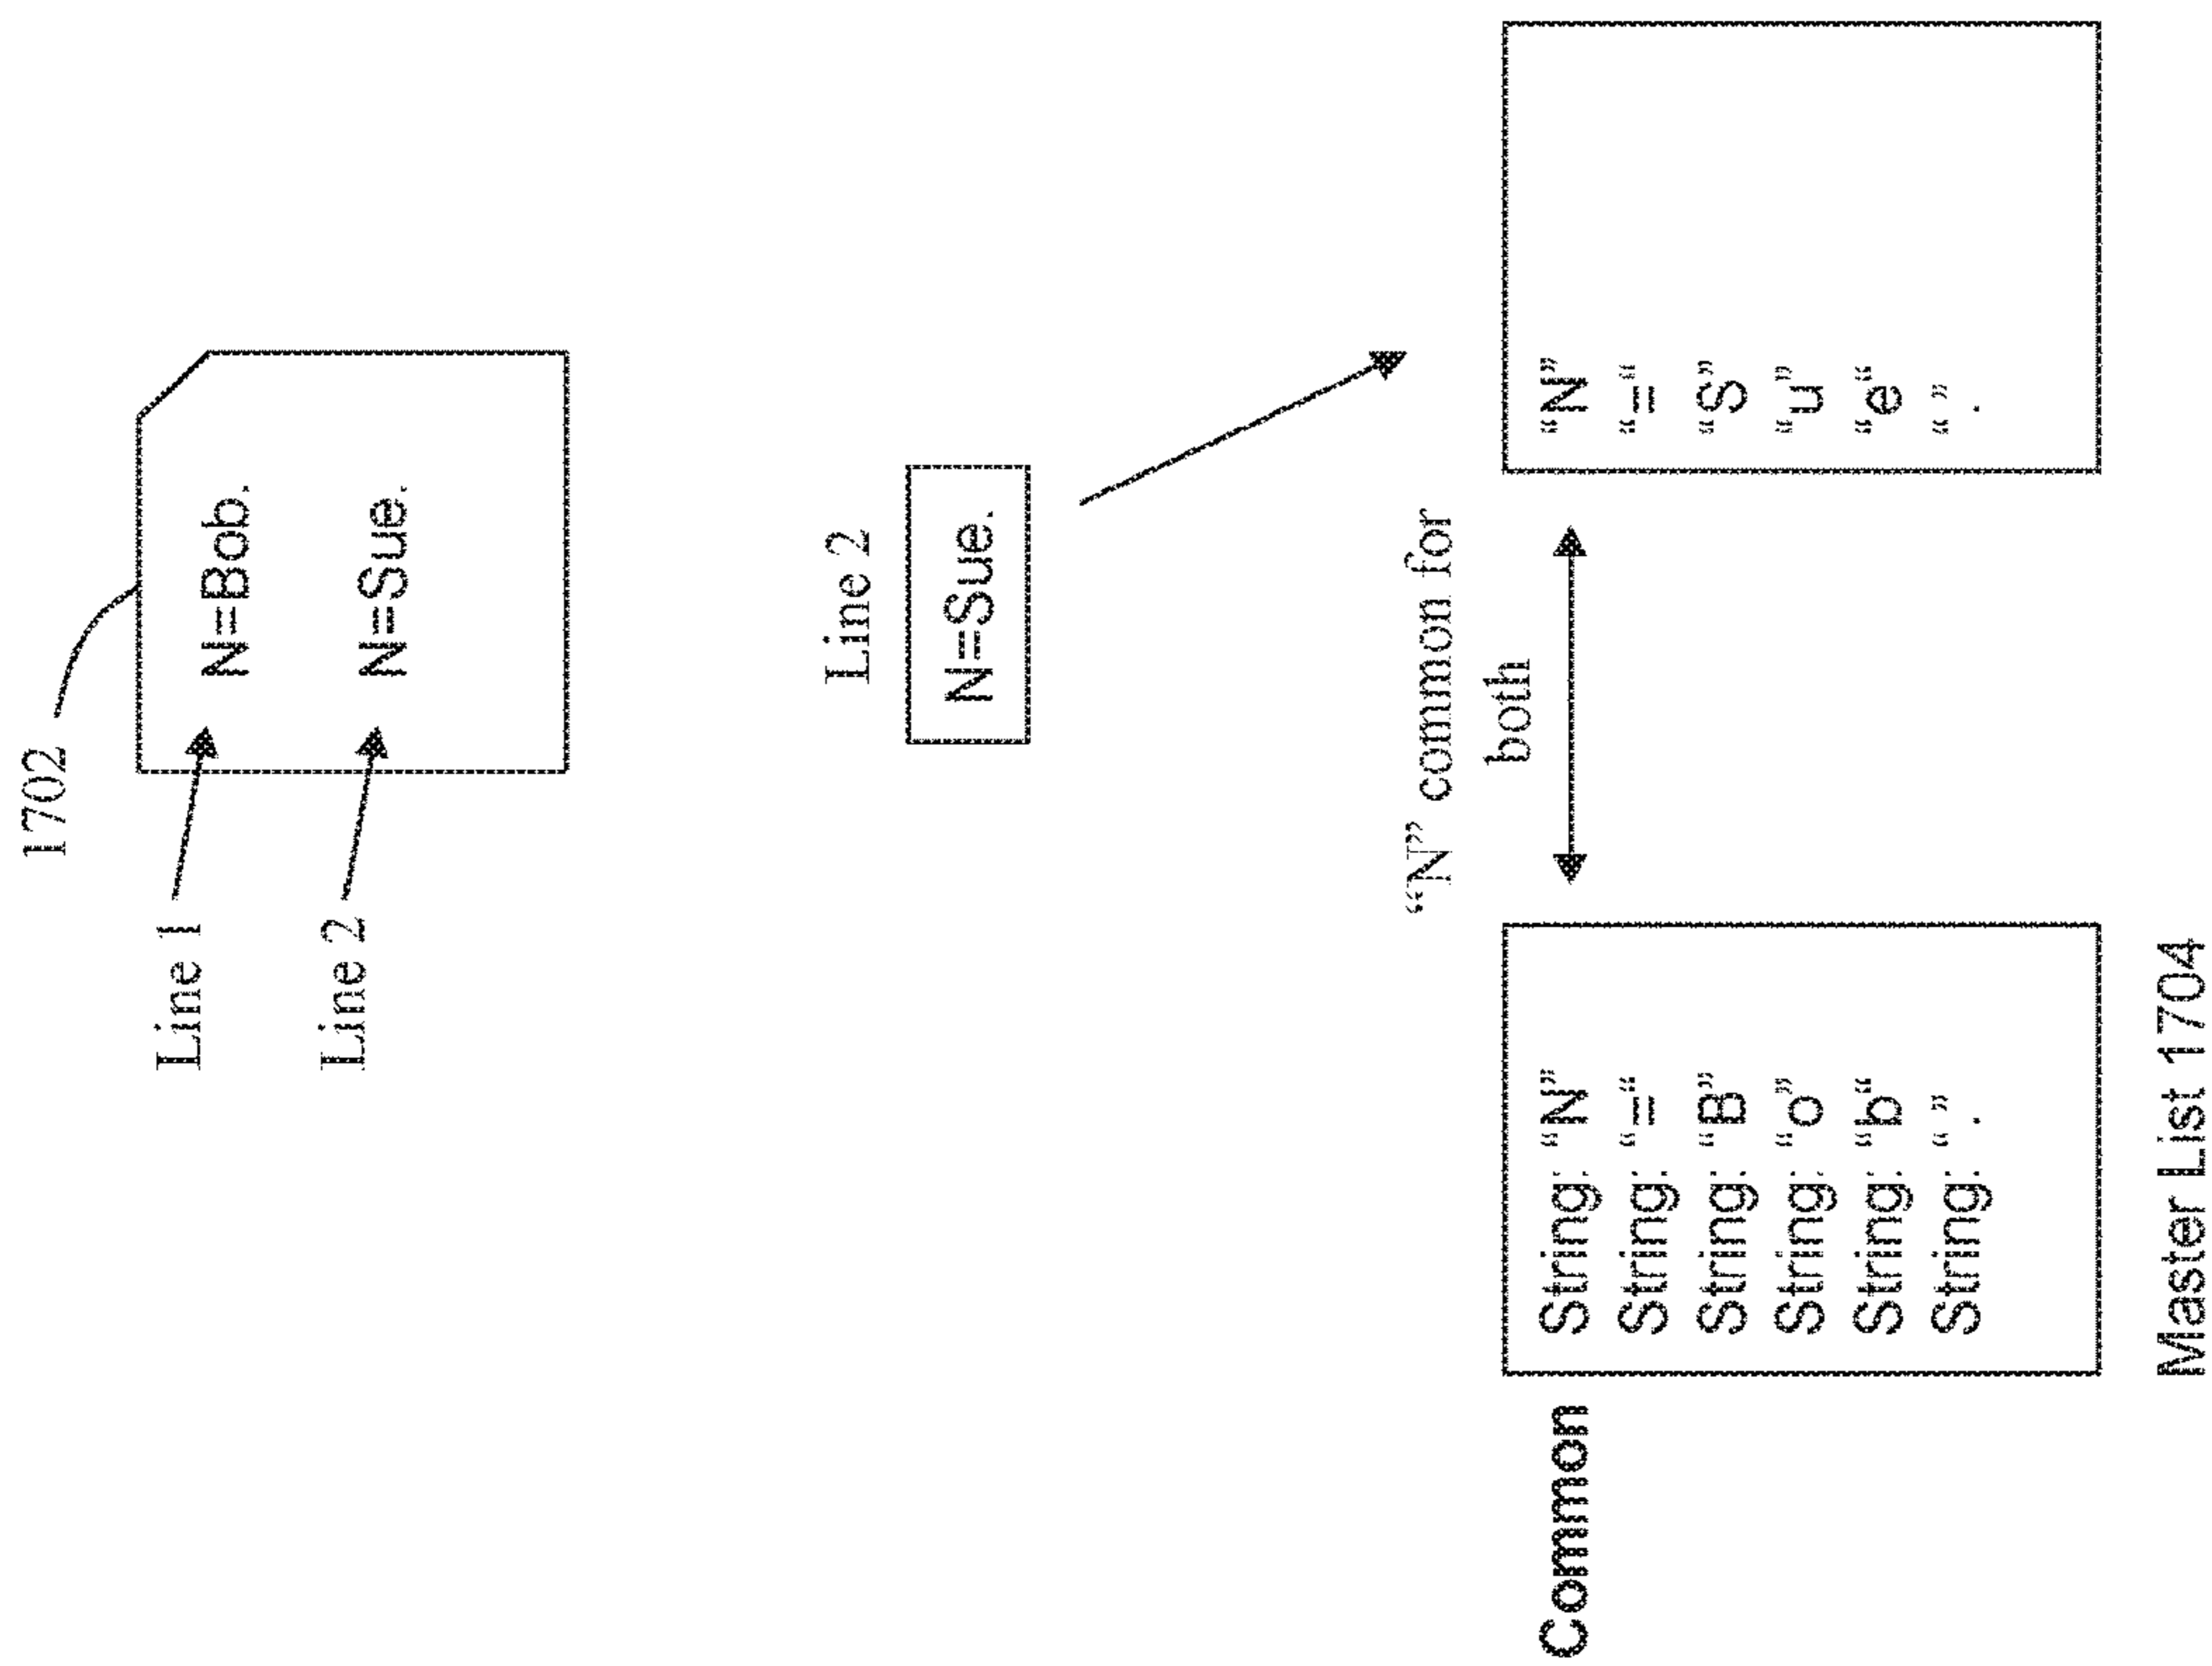 1702
Line 1
N=Bob.
Line 2
N=Sue.
Line 2
N=Sue.
“N” common for
both
Common
String: “N”
String: “=“
String: “B”
String: “o”
String: “b“
String: “.”
“N”
“=“
“S”
“u”
“e“
“.”
Master List 1704